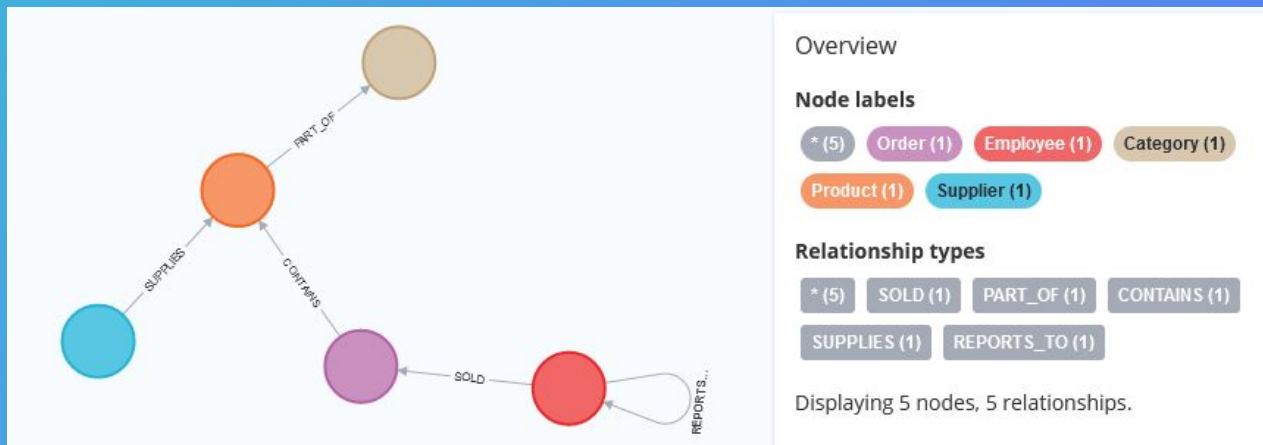 PART_OF
SUPPLIES
CONTAINS
SOLD
REPORTS...
Overview
Node labels
* (5) Order (1) Employee (1) Category (1)
Product (1) Supplier (1)
Relationship types
* (5) SOLD (1) PART_OF (1) CONTAINS (1)
SUPPLIES (1) REPORTS_TO (1)
Displaying 5 nodes, 5 relationships.